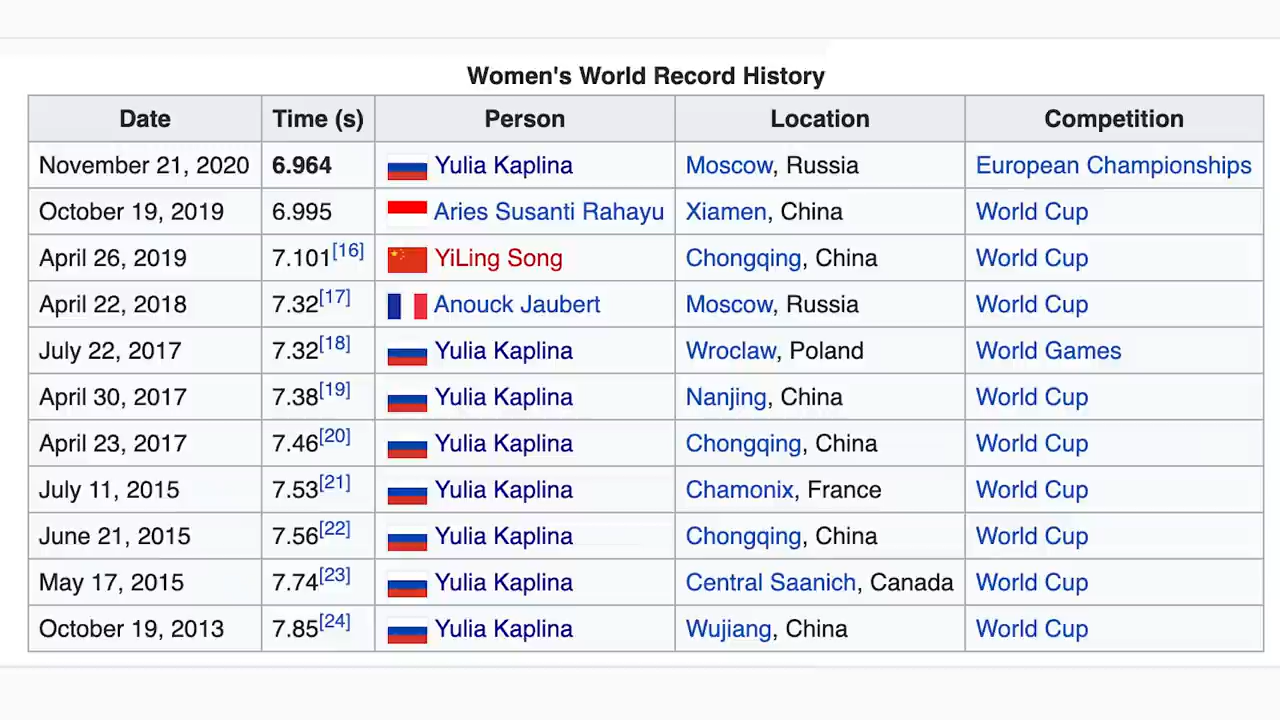 Women's World Record History
Date Time (s) Person Location Competition
November 21, 2020 6.964 Yulia Kaplina Moscow, Russia European Championships
October 19, 2019 6.995 Aries Susanti Rahayu Xiamen, China World Cup
April 26, 2019 7.101[16] YiLing Song Chongqing, China World Cup
April 22, 2018 7.32[17] Anouck Jaubert Moscow, Russia World Cup
July 22, 2017 7.32[18] Yulia Kaplina Wroclaw, Poland World Games
April 30, 2017 7.38[19] Yulia Kaplina Nanjing, China World Cup
April 23, 2017 7.46[20] Yulia Kaplina Chongqing, China World Cup
July 11, 2015 7.53[21] Yulia Kaplina Chamonix, France World Cup
June 21, 2015 7.56[22] Yulia Kaplina Chongqing, China World Cup
May 17, 2015 7.74[23] Yulia Kaplina Central Saanich, Canada World Cup
October 19, 2013 7.85[24] Yulia Kaplina Wujiang, China World Cup